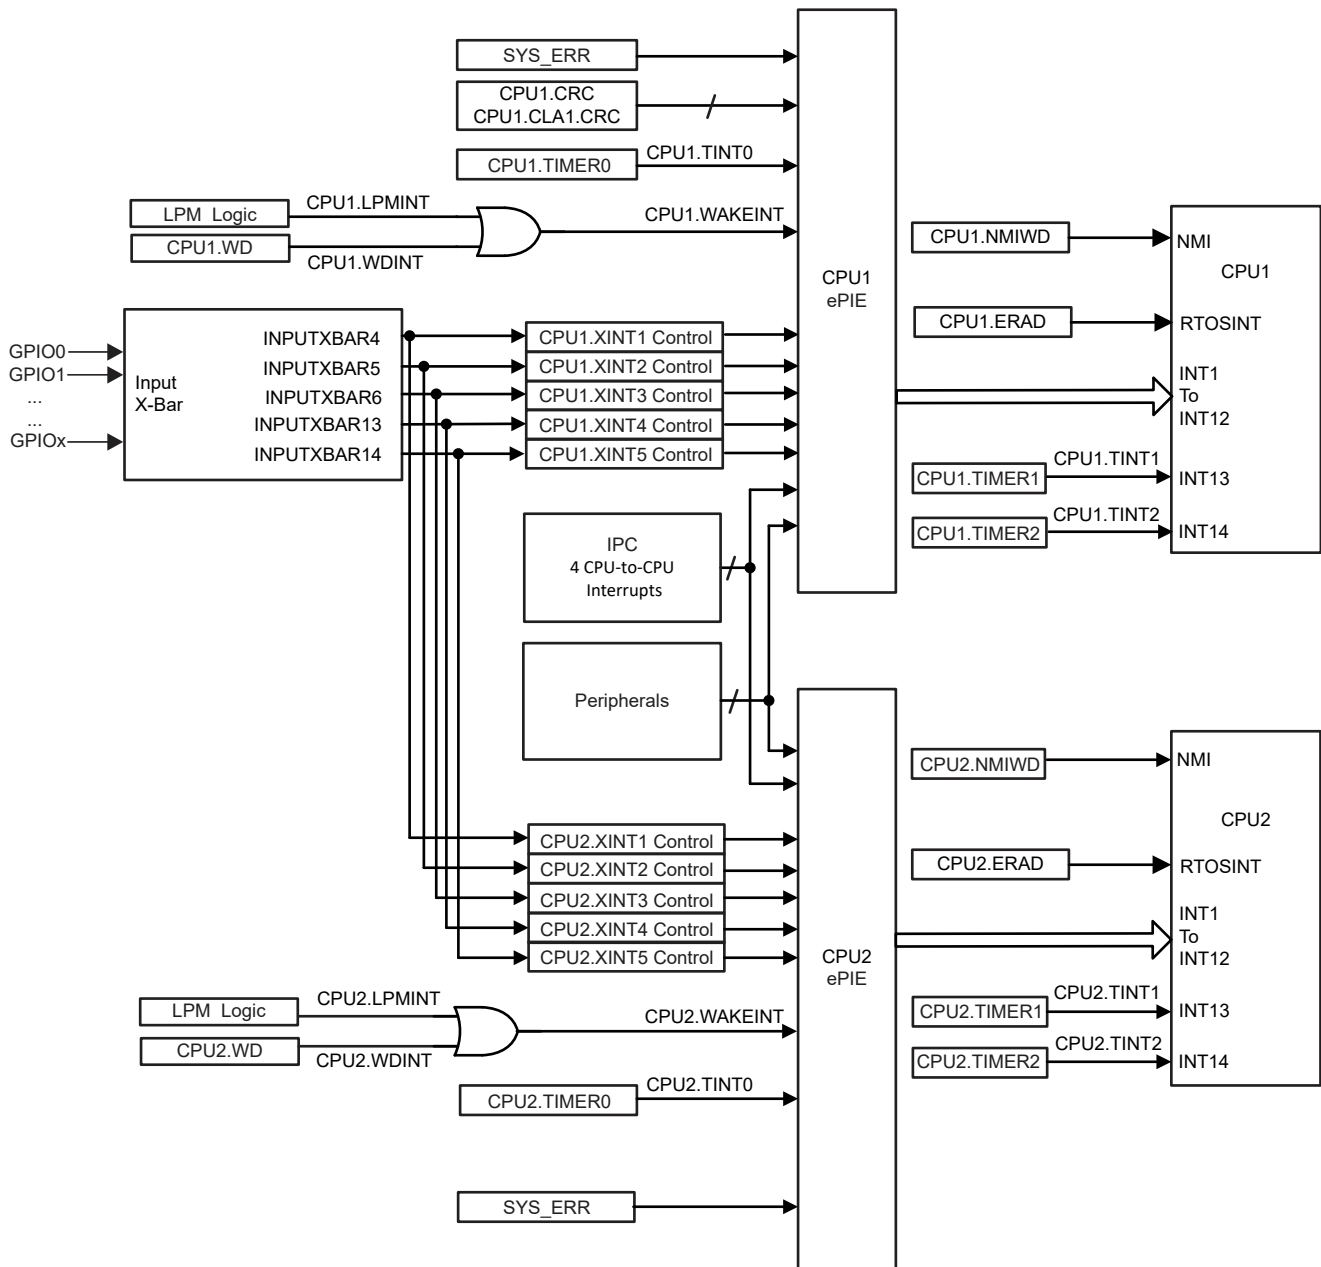 SYS_ERR
CPU1.CRC
CPU1.CLA1.CRC
CPU1.TIMER0
CPU1.TINT0
LPM Logic
CPU1.LPMINT
CPU1.WD
CPU1.WDINT
CPU1.WAKEINT
CPU1
ePIE
CPU1.NMIWD
NMI
CPU1
CPU1.ERAD
RTOSINT
INT1
To
INT12
CPU1.TINT1
CPU1.TIMER1
INT13
CPU1.TINT2
CPU1.TIMER2
INT14
GPIO0
GPIO1
...
...
GPIOx
Input
X-Bar
INPUTXBAR4
INPUTXBAR5
INPUTXBAR6
INPUTXBAR13
INPUTXBAR14
CPU1.XINT1 Control
CPU1.XINT2 Control
CPU1.XINT3 Control
CPU1.XINT4 Control
CPU1.XINT5 Control
IPC
4 CPU-to-CPU
Interrupts
Peripherals
CPU2.XINT1 Control
CPU2.XINT2 Control
CPU2.XINT3 Control
CPU2.XINT4 Control
CPU2.XINT5 Control
CPU2
ePIE
CPU2.NMIWD
NMI
CPU2
CPU2.ERAD
RTOSINT
INT1
To
INT12
CPU2.TINT1
CPU2.TIMER1
INT13
CPU2.TINT2
CPU2.TIMER2
INT14
LPM Logic
CPU2.LPMINT
CPU2.WD
CPU2.WDINT
CPU2.WAKEINT
CPU2.TIMER0
CPU2.TINT0
SYS_ERR